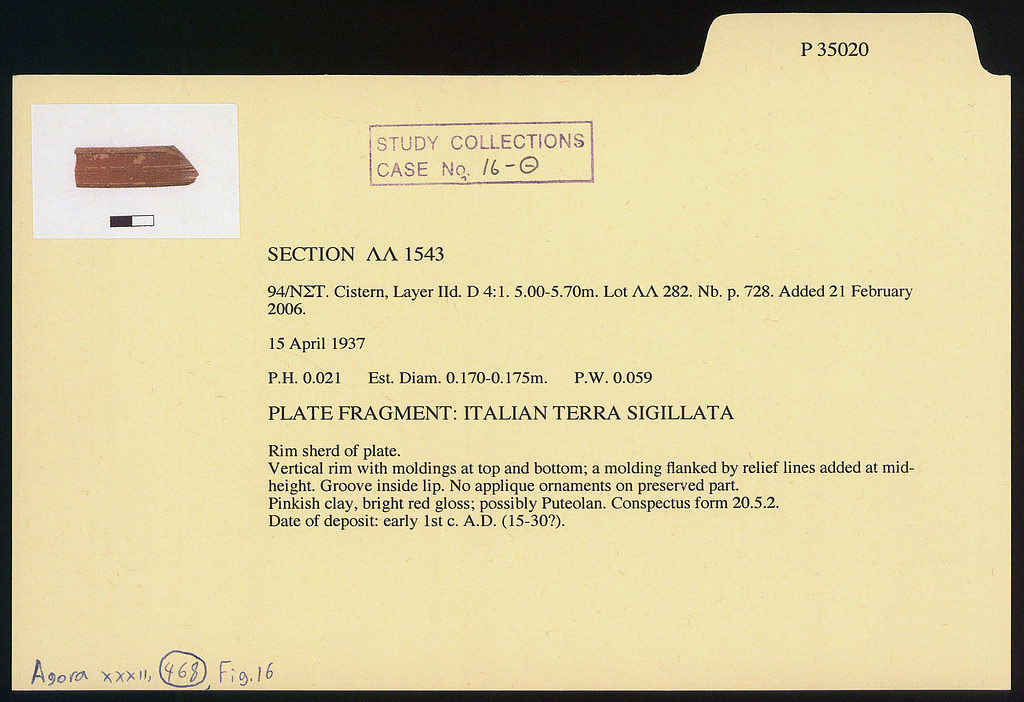 P 35020
STUDY COLLECTIONS
CASE No. 16-Θ
SECTION ΛΛ 1543
94/ΝΣΤ. Cistern, Layer IId. D 4:1. 5.00-5.70m. Lot ΛΛ 282. Nb. p. 728. Added 21 February
2006.
15 April 1937
P.H. 0.021 Est. Diam. 0.170-0.175m. P.W. 0.059
PLATE FRAGMENT: ITALIAN TERRA SIGILLATA
Rim sherd of plate.
Vertical rim with moldings at top and bottom; a molding flanked by relief lines added at mid-
height. Groove inside lip. No applique ornaments on preserved part.
Pinkish clay, bright red gloss; possibly Puteolan. Conspectus form 20.5.2.
Date of deposit: early 1st c. A.D. (15-30?).
Agora XXXII, 468, Fig.16